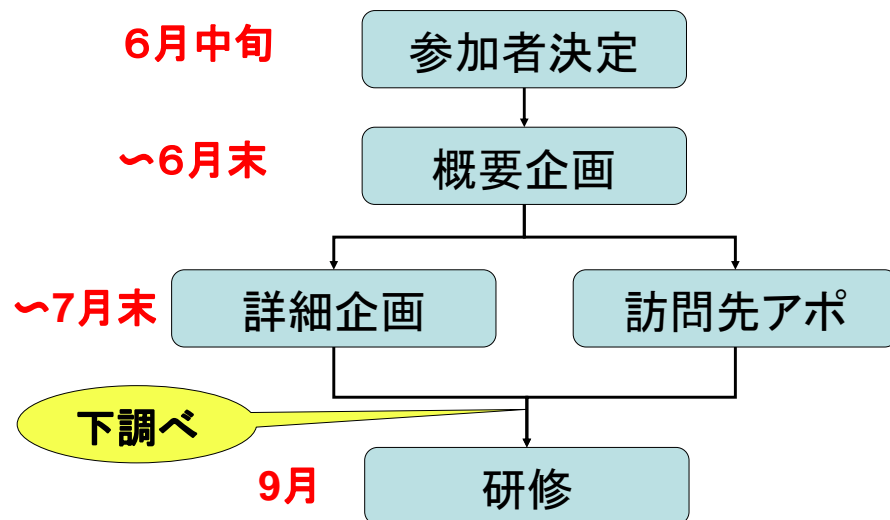 6月中旬
参加者決定
~6月末
概要企画
~7月末
詳細企画
訪問先アポ
下調べ
9月
研修